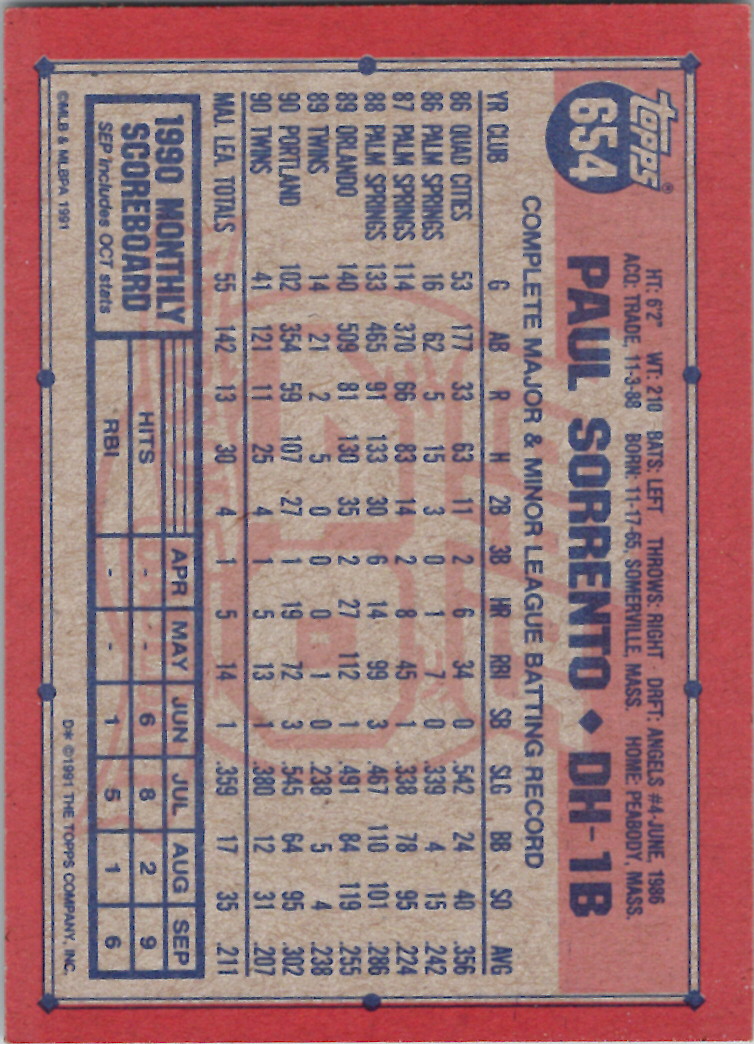 Topps®
654
HT: 6'2" WT: 210 BATS: LEFT THROWS: RIGHT DRFT: ANGELS #4-JUNE, 1986
ACQ: TRADE, 11-3-88 BORN: 11-17-65, SOMERVILLE, MASS. HOME: PEABODY, MASS.
PAUL SORRENTO ◆ DH-1B
COMPLETE MAJOR & MINOR LEAGUE BATTING RECORD
YR CLUB G AB R H 2B 3B HR RBI SB SLG BB SO AVG
86 QUAD CITIES 53 177 33 63 11 2 6 34 0 .542 24 40 .356
86 PALM SPRINGS 16 62 5 15 3 0 1 7 0 .339 4 15 .242
87 PALM SPRINGS 114 370 66 83 14 2 8 45 1 .338 78 95 .224
88 PALM SPRINGS 133 465 91 133 30 6 14 99 3 .467 110 101 .286
89 ORLANDO 140 509 81 130 35 2 27 112 1 .491 84 119 .255
89 TWINS 14 21 2 5 0 0 0 1 0 .238 5 4 .238
90 PORTLAND 102 354 59 107 27 1 19 72 3 .545 64 95 .302
90 TWINS 41 121 11 25 4 1 5 13 1 .380 12 31 .207
MAJ. LEA. TOTALS 55 142 13 30 4 1 5 14 1 .359 17 35 .211
1990 MONTHLY
SCOREBOARD
SEP Includes OCT stats
APR MAY JUN JUL AUG SEP
HITS - - 6 8 2 9
RBI - - 1 5 1 6
©MLB & MLBPA 1991
D* ©1991 THE TOPPS COMPANY, INC.